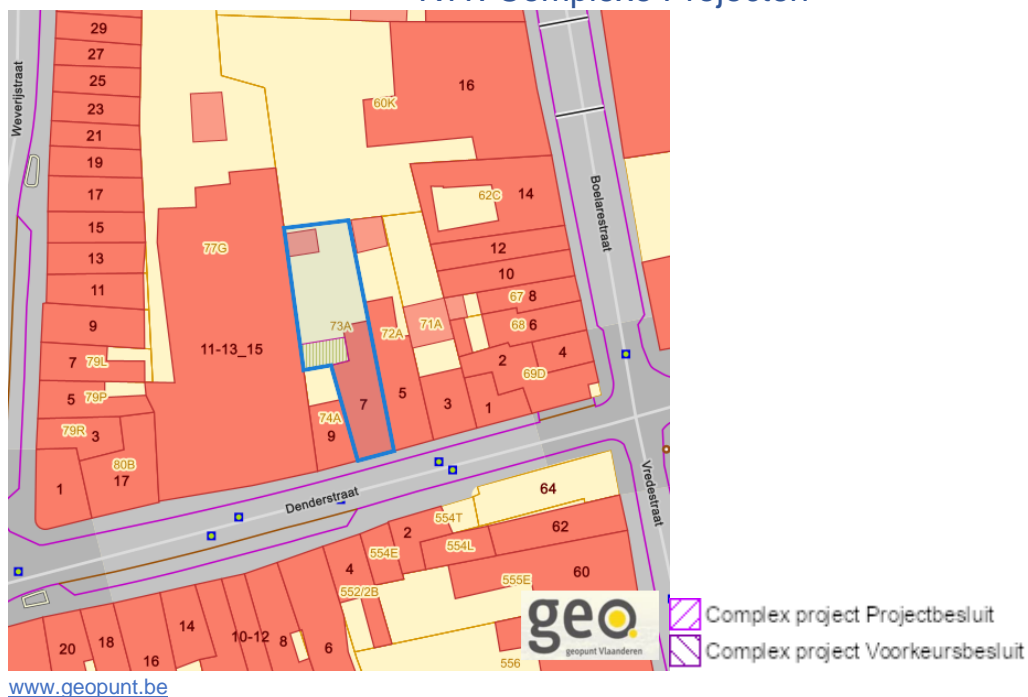 29
27
25
23
21
19
17
15
13
11
9
7 79L
5 79P
79R 3
1
80B
17
Weverijstraat
77G
11-13_15
60K
16
62C 14
12
10
67 8
68 6
4
2
69D
1
3
71A
72A
5
73A
7
74A
9
Boelarestraat
Denderstraat
Vredestraat
64
62
60
554T
554L
2
554E
4
552/2B
555E
556
20
18
16
14
10-12
8
6
geo
geopunt Vlaanderen
Complex project Projectbesluit
Complex project Voorkeursbesluit
www.geopunt.be